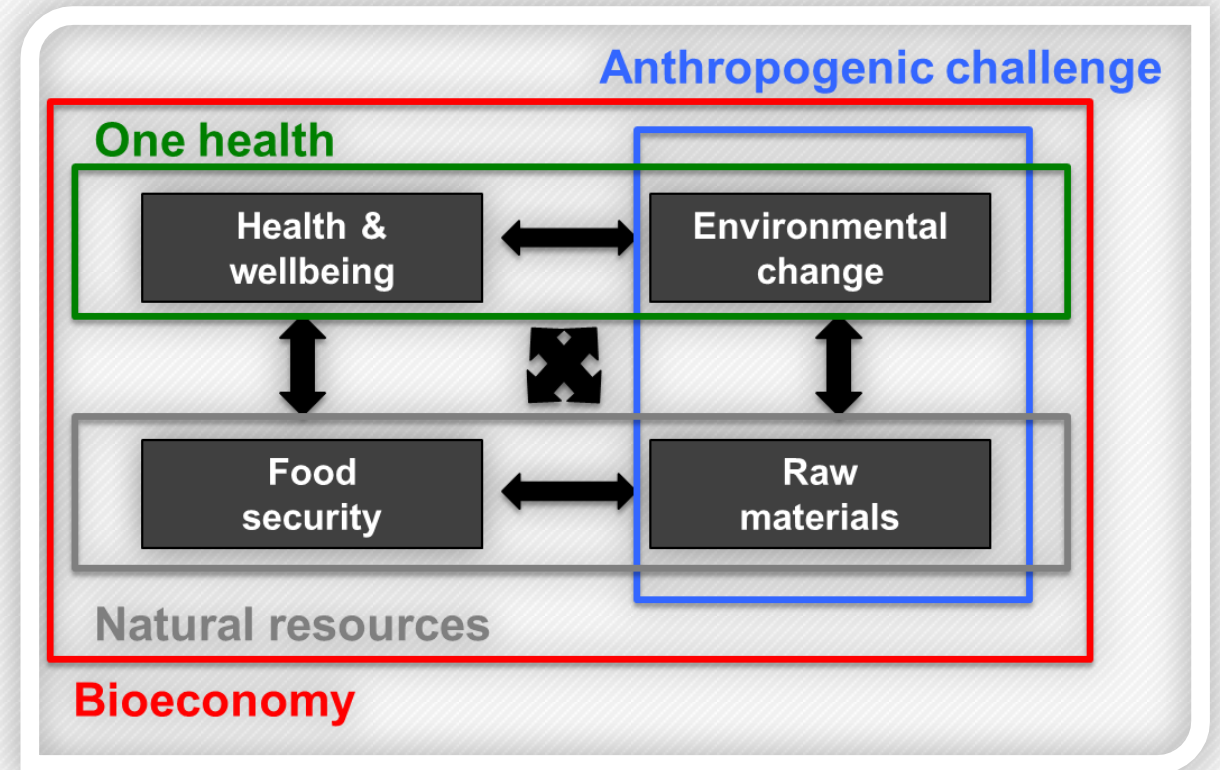 Anthropogenic challenge
One health
Health &
wellbeing
Environmental
change
Food
security
Raw
materials
Natural resources
Bioeconomy